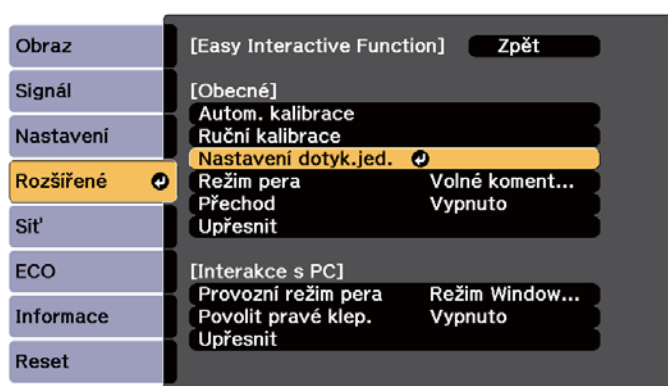 Obraz
Signál
Nastavení
Rozšířené
Síť
ECO
Informace
Reset
[Easy Interactive Function] Zpět
[Obecné]
Autom. kalibrace
Ruční kalibrace
Nastavení dotyk.jed.
Režim pera Volné koment...
Přechod Vypnuto
Upřesnit
[Interakce s PC]
Provozní režim pera Režim Window...
Povolit pravé klep. Vypnuto
Upřesnit